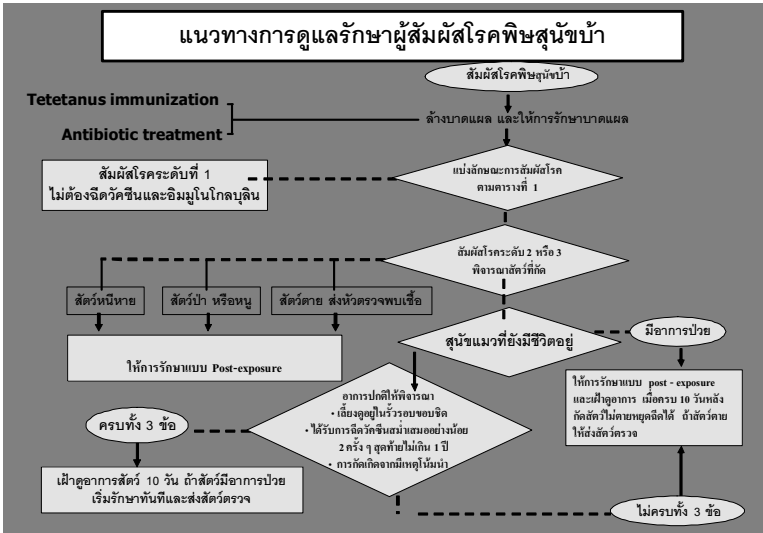 แนวทางการดูแลรักษาผู้สัมผัสโรคพิษสุนัขบ้า
สัมผัสโรคพิษสุนัขบ้า
Tetetanus immunization
Antibiotic treatment
ล้างบาดแผล และให้การรักษาบาดแผล
สัมผัสโรคระดับที่ 1
ไม่ต้องฉีดวัคซีนและอิมมูโนโกลบุลิน
แบ่งลักษณะการสัมผัสโรค
ตามตารางที่ 1
สัมผัสโรคระดับ 2 หรือ 3
พิจารณาสัตว์ที่กัด
สัตว์หนีหาย
สัตว์ป่า หรือหนู
สัตว์ตาย ส่งหัวตรวจพบเชื้อ
ให้การรักษาแบบ Post-exposure
สุนัขแมวที่ยังมีชีวิตอยู่
มีอาการป่วย
ให้การรักษาแบบ post - exposure
และเฝ้าดูอาการ เมื่อครบ 10 วันหลัง
กัดสัตว์ไม่ตายหยุดฉีดได้ ถ้าสัตว์ตาย
ให้ส่งสัตว์ตรวจ
อาการปกติให้พิจารณา
• เลี้ยงดูอยู่ในรั้วรอบขอบชิด
• ได้รับการฉีดวัคซีนสม่ำเสมออย่างน้อย
2 ครั้ง ๆ สุดท้ายไม่เกิน 1 ปี
• การกัดเกิดจากมีเหตุโน้มนำ
ครบทั้ง 3 ข้อ
เฝ้าดูอาการสัตว์ 10 วัน ถ้าสัตว์มีอาการป่วย
เริ่มรักษาทันทีและส่งสัตว์ตรวจ
ไม่ครบทั้ง 3 ข้อ